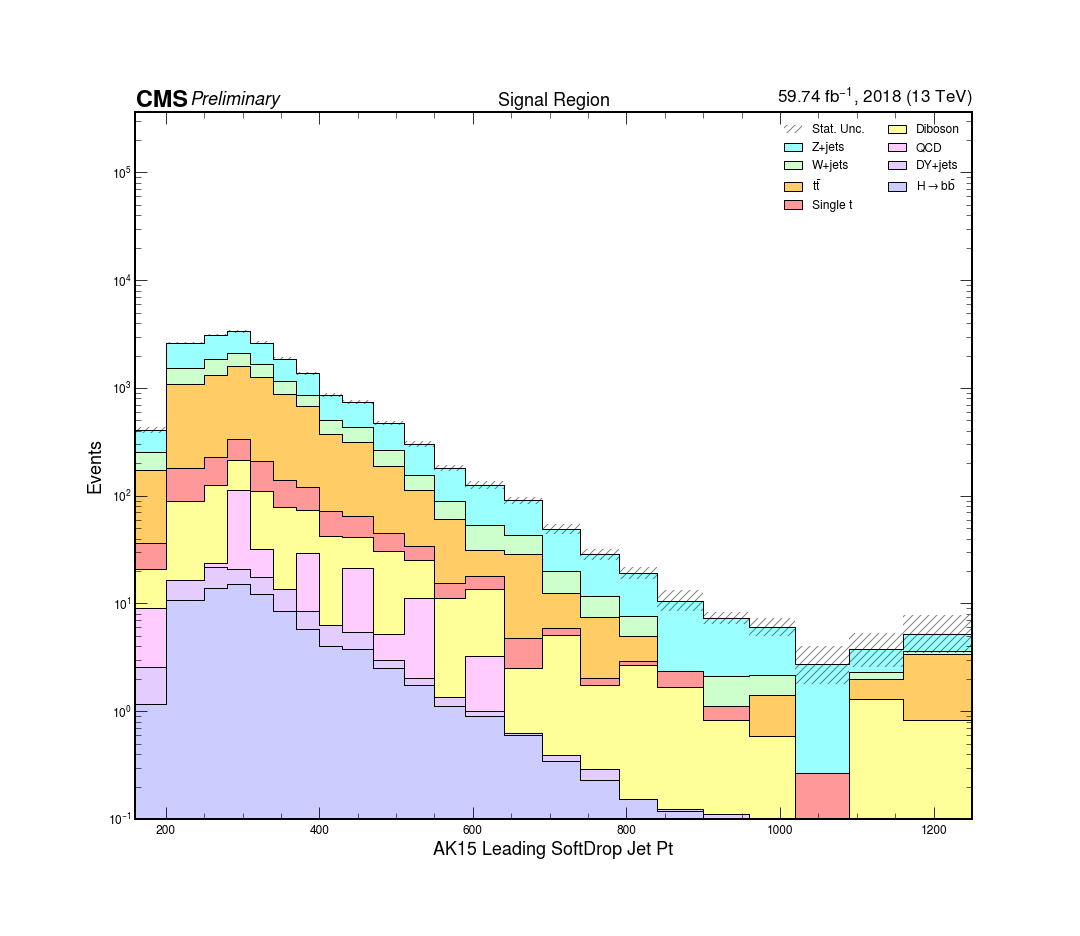 CMS Preliminary Signal Region 59.74 fb⁻¹, 2018 (13 TeV)
Stat. Unc. Diboson
Z+jets QCD
W+jets DY+jets
tt̄ H→bb̄
Single t
10⁵
10⁴
10³
10²
10¹
10⁰
10⁻¹
Events
200 400 600 800 1000 1200
AK15 Leading SoftDrop Jet Pt